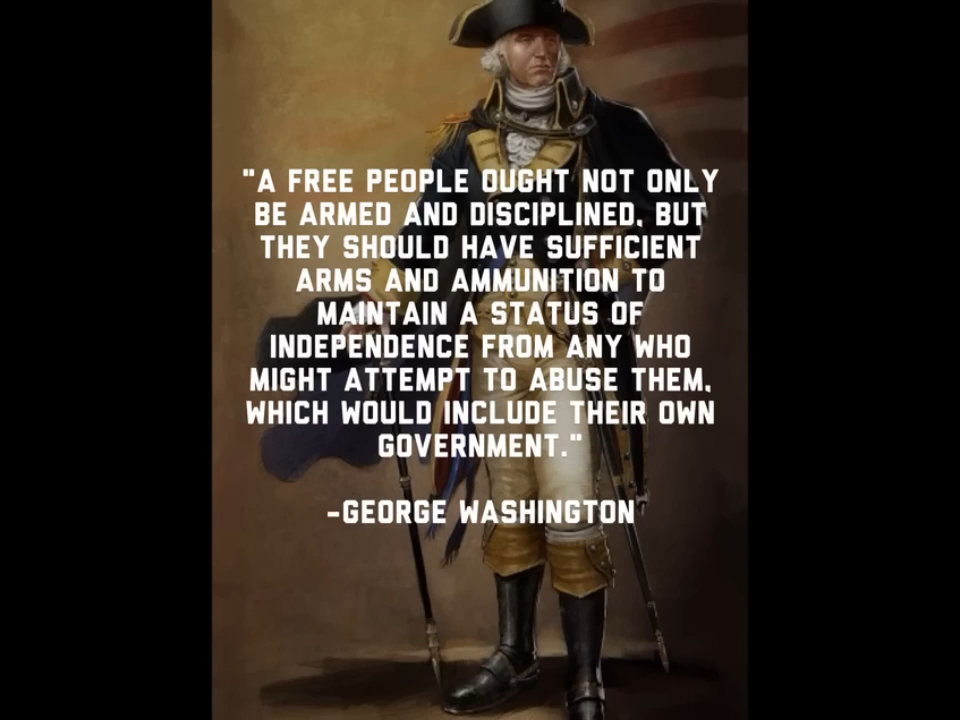 "A FREE PEOPLE OUGHT NOT ONLY
BE ARMED AND DISCIPLINED, BUT
THEY SHOULD HAVE SUFFICIENT
ARMS AND AMMUNITION TO
MAINTAIN A STATUS OF
INDEPENDENCE FROM ANY WHO
MIGHT ATTEMPT TO ABUSE THEM,
WHICH WOULD INCLUDE THEIR OWN
GOVERNMENT."
-GEORGE WASHINGTON